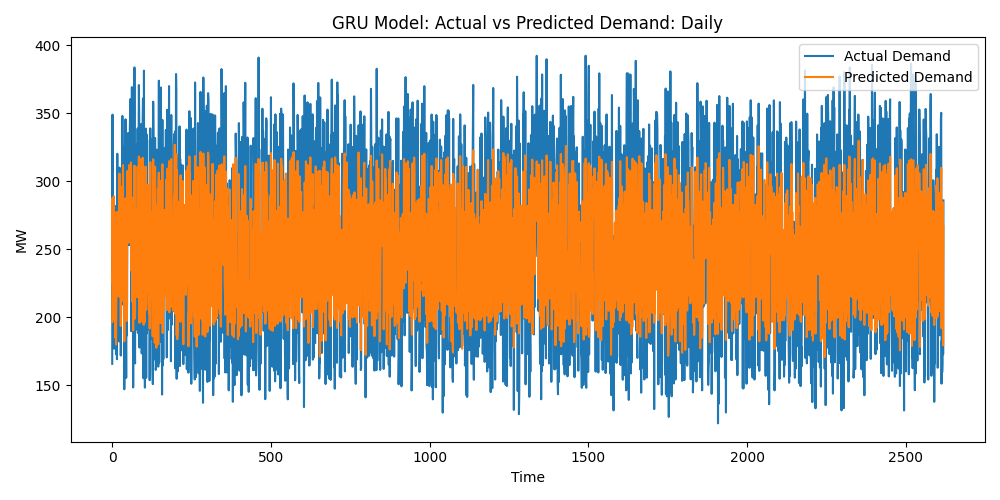 GRU Model: Actual vs Predicted Demand: Daily
400
350
300
250
200
150
MW
0
500
1000
1500
2000
2500
Time
Actual Demand
Predicted Demand